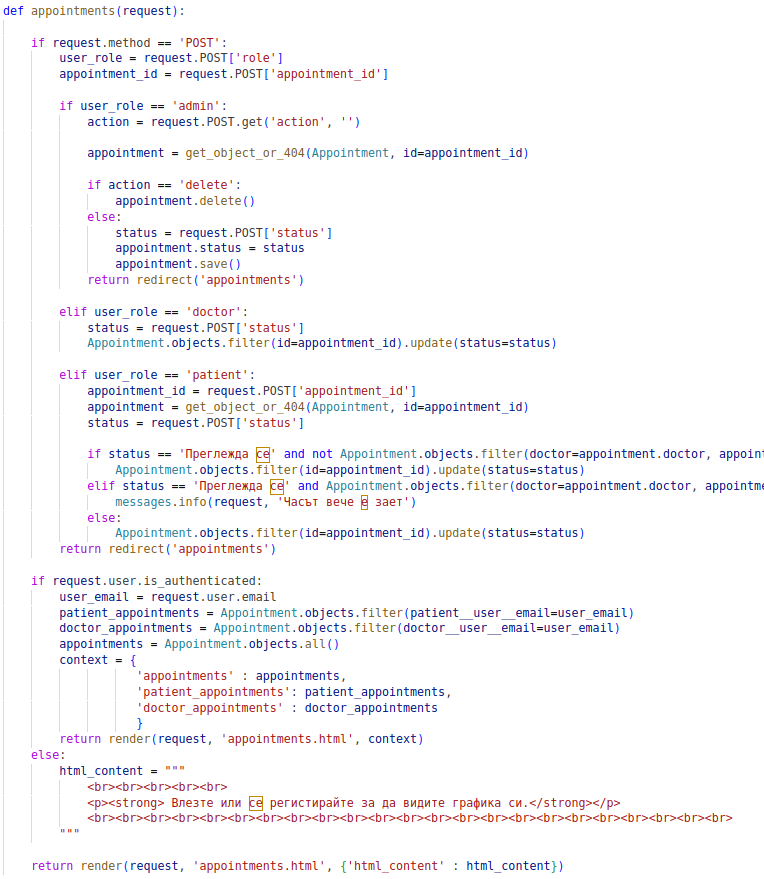 def appointments(request):
if request.method == 'POST':
user_role = request.POST['role']
appointment_id = request.POST['appointment_id']
if user_role == 'admin':
action = request.POST.get('action', '')
appointment = get_object_or_404(Appointment, id=appointment_id)
if action == 'delete':
appointment.delete()
else:
status = request.POST['status']
appointment.status = status
appointment.save()
return redirect('appointments')
elif user_role == 'doctor':
status = request.POST['status']
Appointment.objects.filter(id=appointment_id).update(status=status)
elif user_role == 'patient':
appointment_id = request.POST['appointment_id']
appointment = get_object_or_404(Appointment, id=appointment_id)
status = request.POST['status']
if status == 'Преглежда се' and not Appointment.objects.filter(doctor=appointment.doctor, appoint
Appointment.objects.filter(id=appointment_id).update(status=status)
elif status == 'Преглежда се' and Appointment.objects.filter(doctor=appointment.doctor, appointme
messages.info(request, 'Часът вече е зает')
else:
Appointment.objects.filter(id=appointment_id).update(status=status)
return redirect('appointments')
if request.user.is_authenticated:
user_email = request.user.email
patient_appointments = Appointment.objects.filter(patient__user__email=user_email)
doctor_appointments = Appointment.objects.filter(doctor__user__email=user_email)
appointments = Appointment.objects.all()
context = {
'appointments' : appointments,
'patient_appointments': patient_appointments,
'doctor_appointments' : doctor_appointments
}
return render(request, 'appointments.html', context)
else:
html_content = """
<br><br><br><br><br>
<p><strong> Влезте или се регистирайте за да видите графика си.</strong></p>
<br><br><br><br><br><br><br><br><br><br><br><br><br><br><br><br><br><br><br><br><br><br><br>
"""
return render(request, 'appointments.html', {'html_content' : html_content})